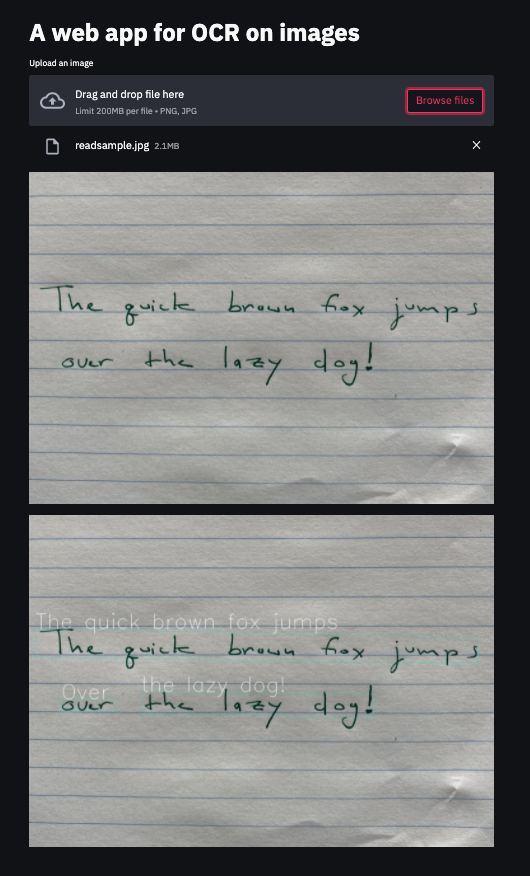 A web app for OCR on images
Upload an image
Drag and drop file here
Limit 200MB per file • PNG, JPG
Browse files
readsample.jpg 2.1MB
The quick brown fox jumps
over the lazy dog!
The quick brown fox jumps
The quick brown fox jumps
Over the lazy dog!
over the lazy dog!